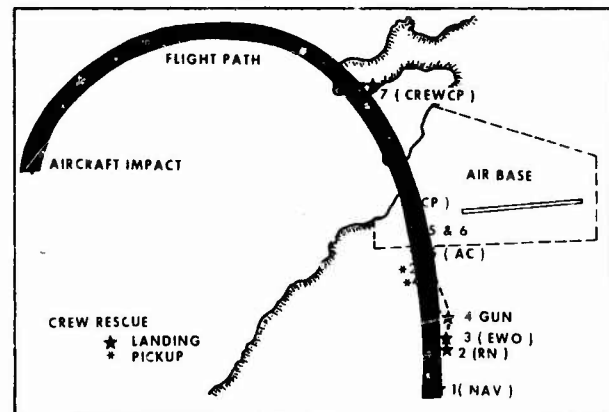 FLIGHT PATH
7 ( CREWCP )
AIRCRAFT IMPACT
AIR BASE
CP )
5 & 6
( AC )
4 GUN
CREW RESCUE
★ LANDING
3 ( EWO )
* PICKUP
2 (RN )
1( NAV )